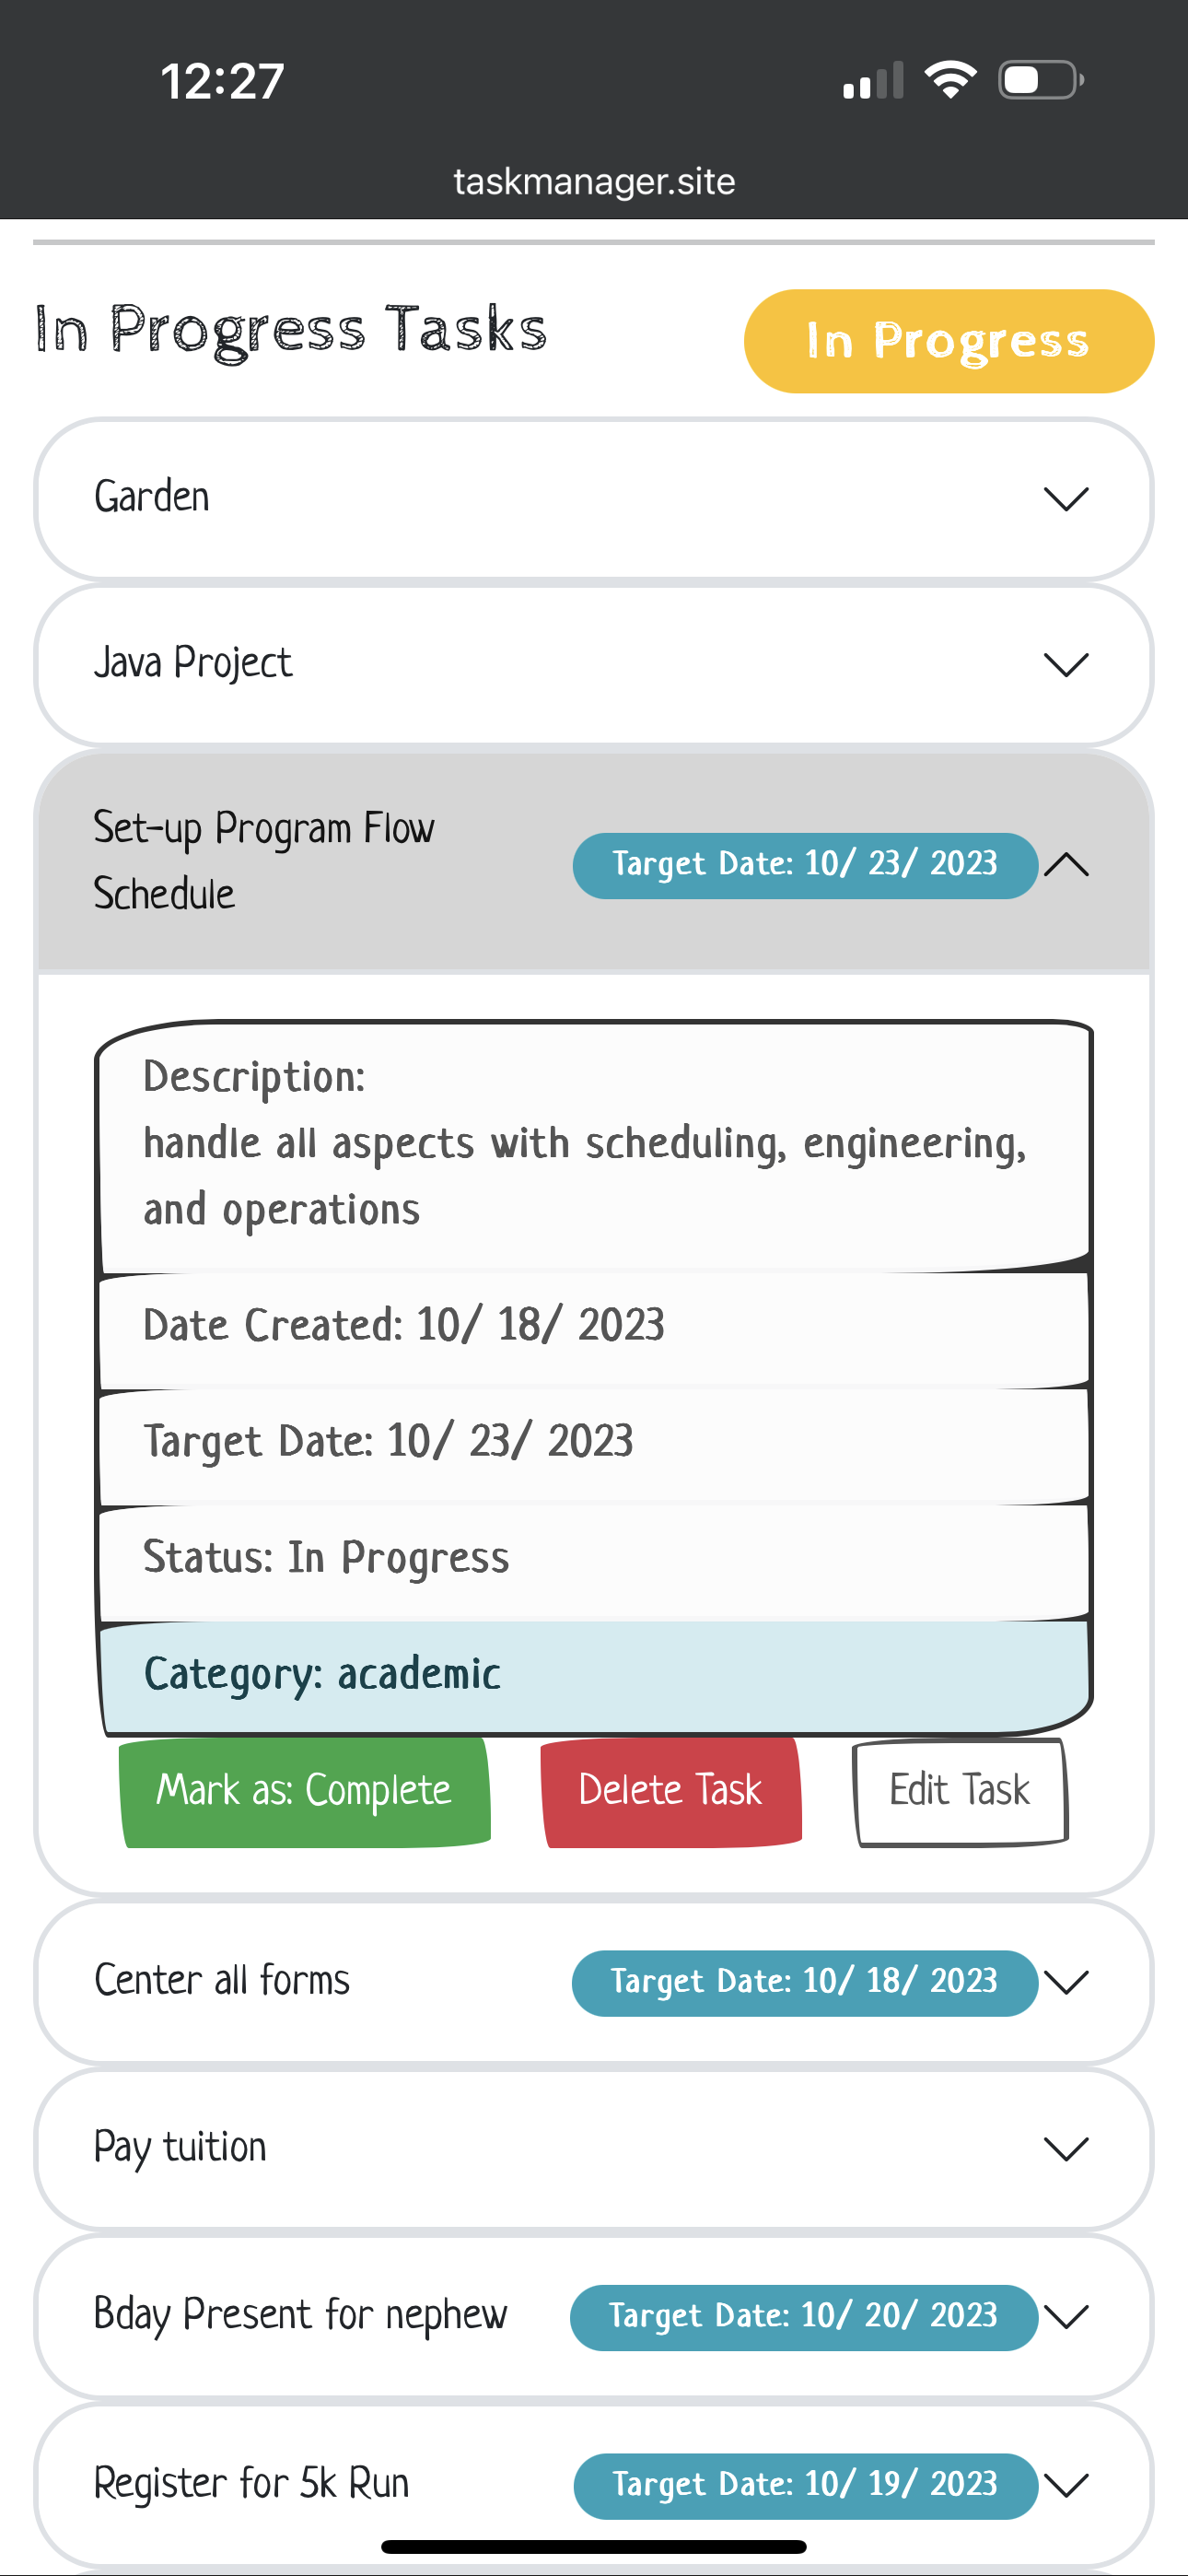 12:27
taskmanager.site
In Progress Tasks
In Progress
Garden
Java Project
Set-up Program Flow
Schedule
Target Date: 10/ 23/ 2023
Description:
handle all aspects with scheduling, engineering,
and operations
Date Created: 10/ 18/ 2023
Target Date: 10/ 23/ 2023
Status: In Progress
Category: academic
Mark as: Complete
Delete Task
Edit Task
Center all forms
Target Date: 10/ 18/ 2023
Pay tuition
Bday Present for nephew
Target Date: 10/ 20/ 2023
Register for 5k Run
Target Date: 10/ 19/ 2023